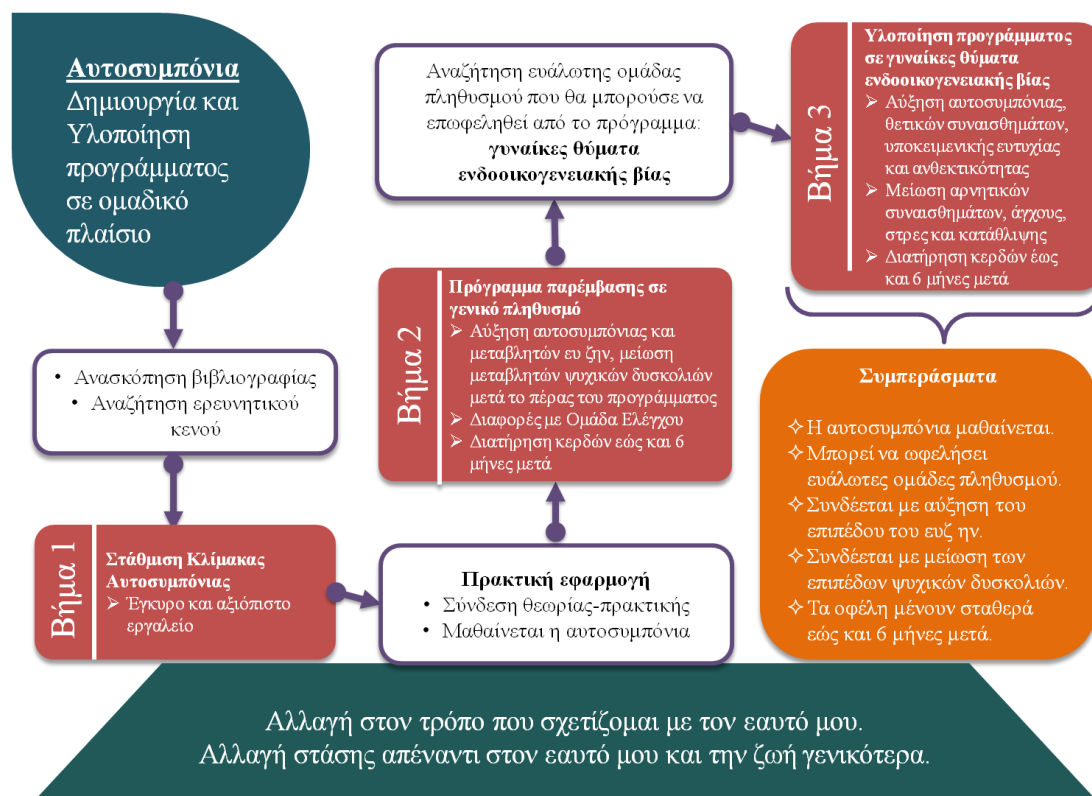 Αυτοσυμπόνια
Δημιουργία και
Υλοποίηση
προγράμματος
σε ομαδικό
πλαίσιο
• Ανασκόπηση βιβλιογραφίας
• Αναζήτηση ερευνητικού
κενού
Βήμα 1
Στάθμιση Κλίμακας
Αυτοσυμπόνιας
➢ Έγκυρο και αξιόπιστο
εργαλείο
Πρακτική εφαρμογή
• Σύνδεση θεωρίας-πρακτικής
• Μαθαίνεται η αυτοσυμπόνια
Βήμα 2
Πρόγραμμα παρέμβασης σε
γενικό πληθυσμό
➢ Αύξηση αυτοσυμπόνιας και
μεταβλητών ευ ζην, μείωση
μεταβλητών ψυχικών δυσκολιών
μετά το πέρας του προγράμματος
➢ Διαφορές με Ομάδα Ελέγχου
➢ Διατήρηση κερδών εώς και 6
μήνες μετά
Αναζήτηση ευάλωτης ομάδας
πληθυσμού που θα μπορούσε να
επωφεληθεί από το πρόγραμμα:
γυναίκες θύματα
ενδοοικογενειακής βίας
Βήμα 3
Υλοποίηση προγράμματος
σε γυναίκες θύματα
ενδοοικογενειακής βίας
➢ Αύξηση αυτοσυμπόνιας,
θετικών συναισθημάτων,
υποκειμενικής ευτυχίας
και ανθεκτικότητας
➢ Μείωση αρνητικών
συναισθημάτων, άγχους,
στρες και κατάθλιψης
➢ Διατήρηση κερδών έως
και 6 μήνες μετά
Συμπεράσματα
✧ Η αυτοσυμπόνια μαθαίνεται.
✧ Μπορεί να ωφελήσει
ευάλωτες ομάδες πληθυσμού.
✧ Συνδέεται με αύξηση του
επιπέδου του ευζ ην.
✧ Συνδέεται με μείωση των
επιπέδων ψυχικών δυσκολιών.
✧ Τα οφέλη μένουν σταθερά
εώς και 6 μήνες μετά.
Αλλαγή στον τρόπο που σχετίζομαι με τον εαυτό μου.
Αλλαγή στάσης απέναντι στον εαυτό μου και την ζωή γενικότερα.